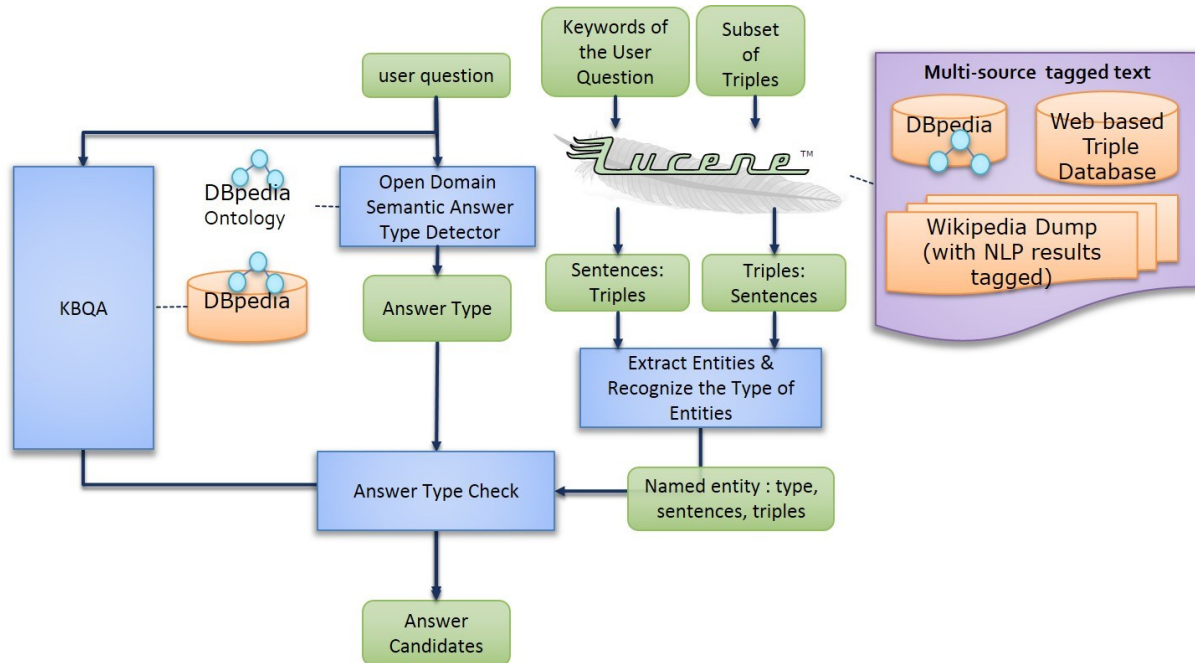 user question
Keywords of
the User
Question
Subset
of
Triples
Multi-source tagged text
DBpedia
Web based
Triple
Database
Wikipedia Dump
(with NLP results
tagged)
Lucene ™
DBpedia
Ontology
Open Domain
Semantic Answer
Type Detector
KBQA
DBpedia
Answer Type
Sentences:
Triples
Triples:
Sentences
Extract Entities &
Recognize the Type of
Entities
Answer Type Check
Named entity : type,
sentences, triples
Answer
Candidates